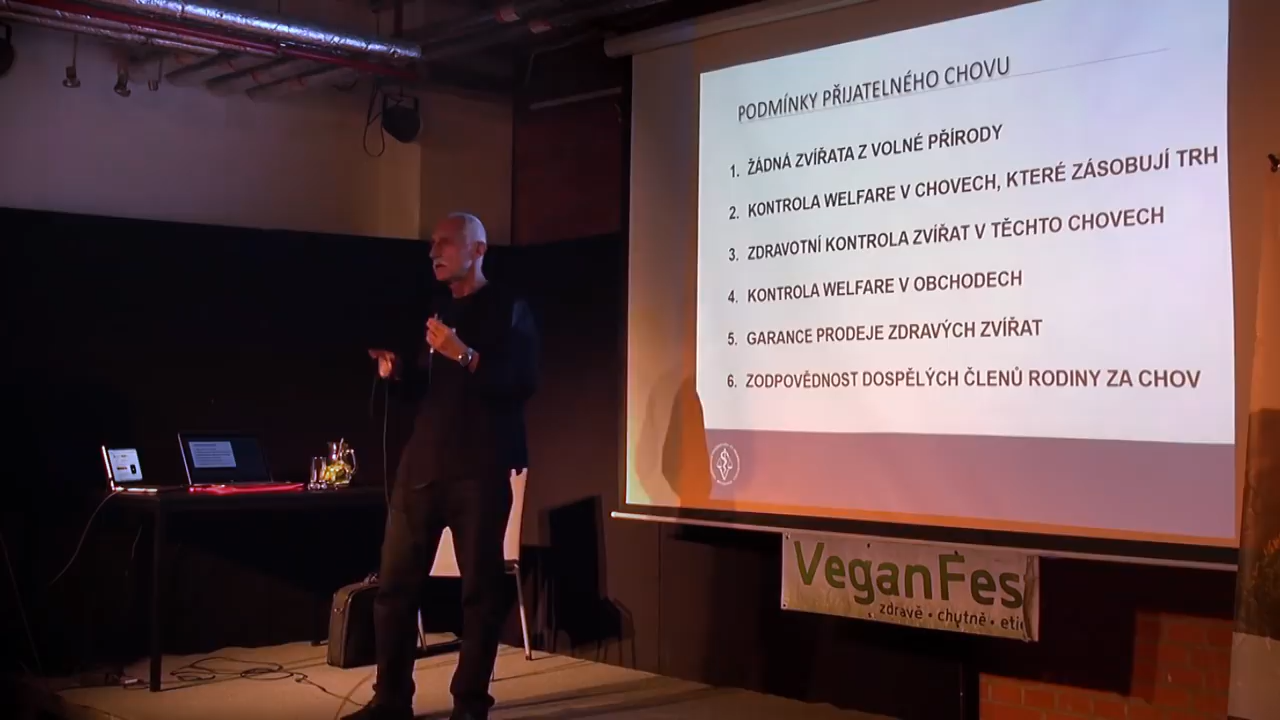 PODMÍNKY PŘIJATELNÉHO CHOVU
1. ŽÁDNÁ ZVÍŘATA Z VOLNÉ PŘÍRODY
2. KONTROLA WELFARE V CHOVECH, KTERÉ ZÁSOBUJÍ TRH
3. ZDRAVOTNÍ KONTROLA ZVÍŘAT V TĚCHTO CHOVECH
4. KONTROLA WELFARE V OBCHODECH
5. GARANCE PRODEJE ZDRAVÝCH ZVÍŘAT
6. ZODPOVĚDNOST DOSPĚLÝCH ČLENŮ RODINY ZA CHOV
VeganFes
zdravě • chutně • eti